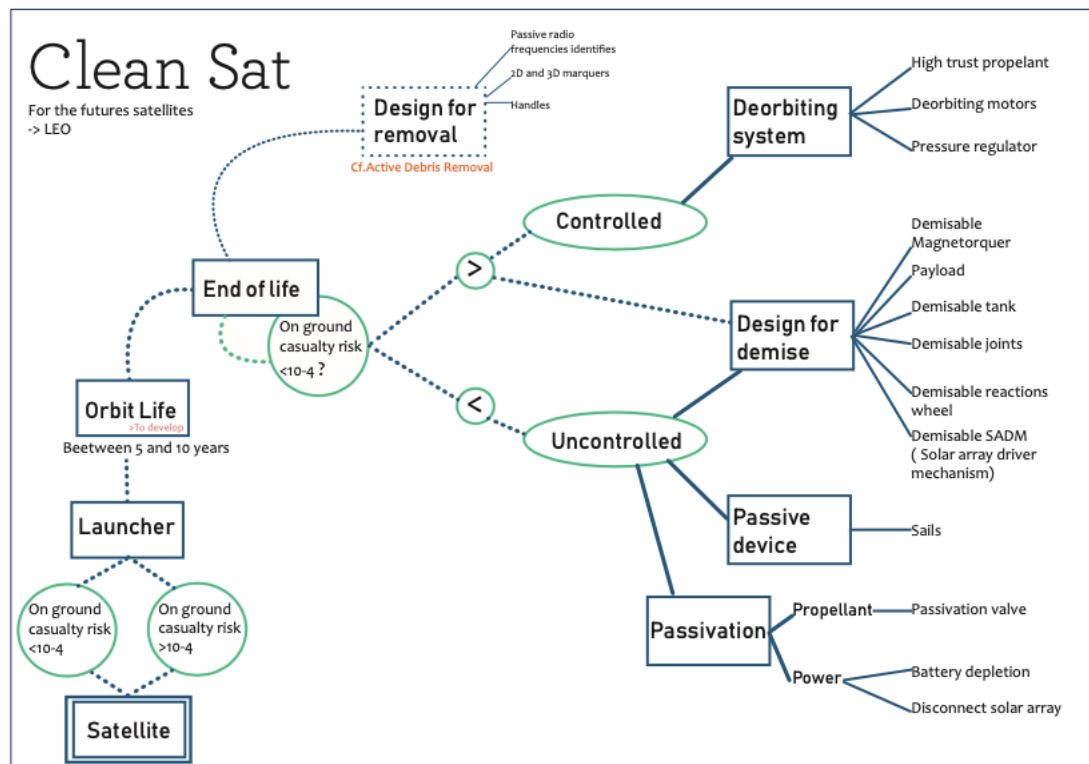 Clean Sat
For the futures satellites
-> LEO
Passive radio
frequencies identifies
2D and 3D marquers
Handles
Design for
removal
Cf.Active Debris Removal
Deorbiting
system
High trust propelant
Deorbiting motors
Pressure regulator
Controlled
>
End of life
On ground
casualty risk
<10-4 ?
<
Uncontrolled
Design for
demise
Demisable
Magnetorquer
Payload
Demisable tank
Demisable joints
Demisable reactions
wheel
Demisable SADM
( Solar array driver
mechanism)
Orbit Life
>To develop
Beetween 5 and 10 years
Launcher
Passive
device
Sails
On ground
casualty risk
<10-4
On ground
casualty risk
>10-4
Satellite
Passivation
Propellant
Passivation valve
Power
Battery depletion
Disconnect solar array